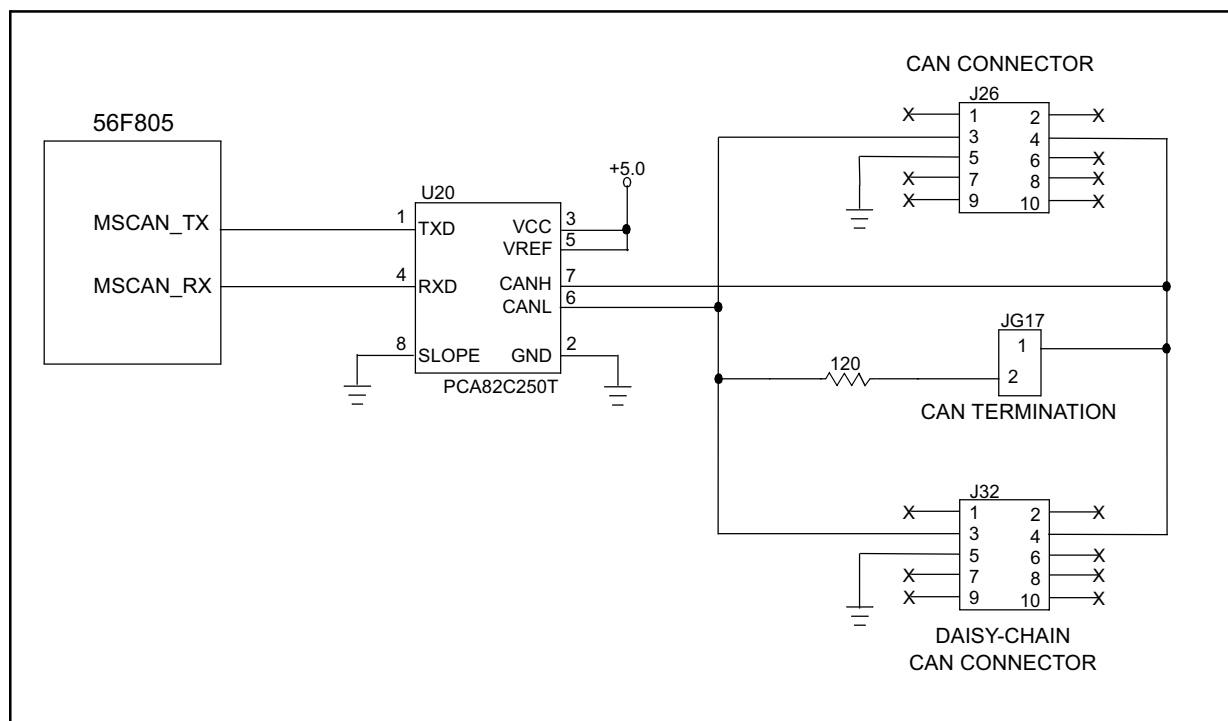 CAN CONNECTOR
J26
X 1 2 X
3 4
5 6 X
X 7 8 X
X 9 10 X
56F805
MSCAN_TX
MSCAN_RX
+5.0
U20
1 TXD VCC 3
VREF 5
4 RXD CANH 7
CANL 6
8 SLOPE GND 2
PCA82C250T
JG17
1
120
2
CAN TERMINATION
J32
X 1 2 X
3 4
5 6 X
X 7 8 X
X 9 10 X
DAISY-CHAIN
CAN CONNECTOR